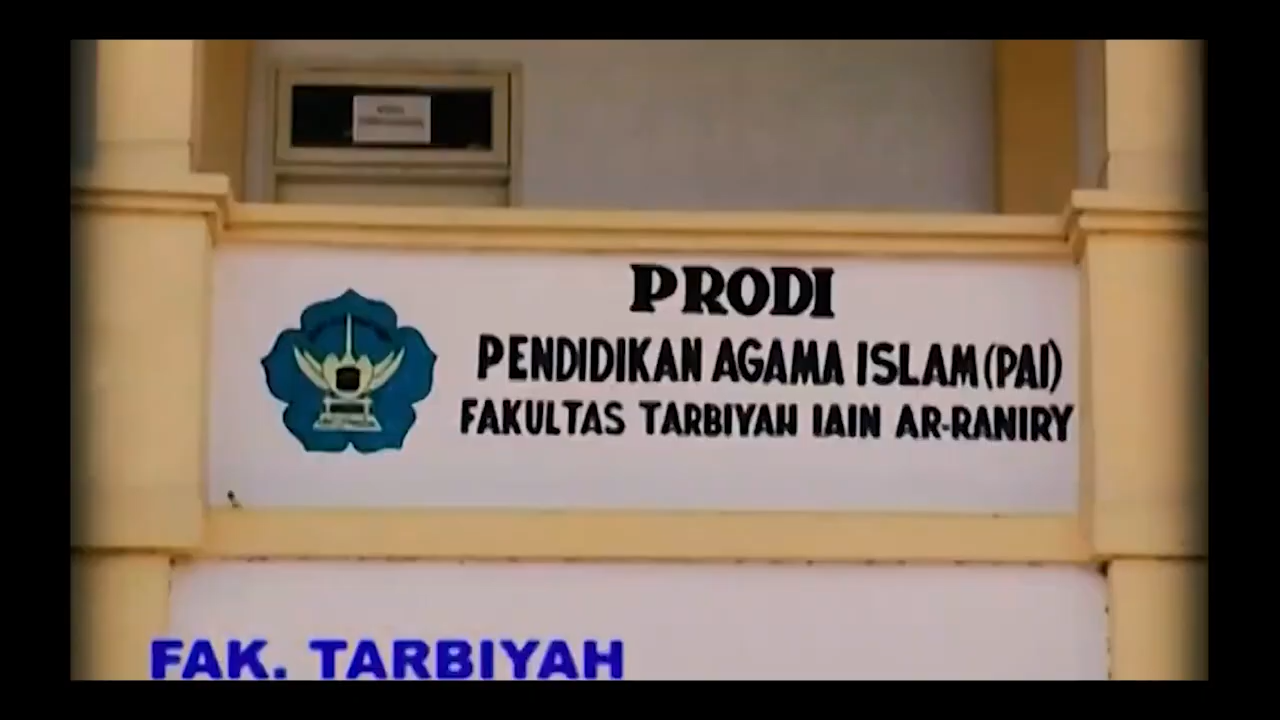 PRODI
PENDIDIKAN AGAMA ISLAM (PAI)
FAKULTAS TARBIYAH IAIN AR-RANIRY
FAK. TARBIYAH